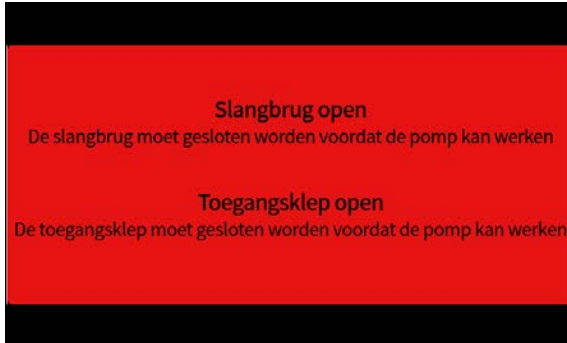 Slangbrug open
De slangbrug moet gesloten worden voordat de pomp kan werken
Toegangsklep open
De toegangsklep moet gesloten worden voordat de pomp kan werken